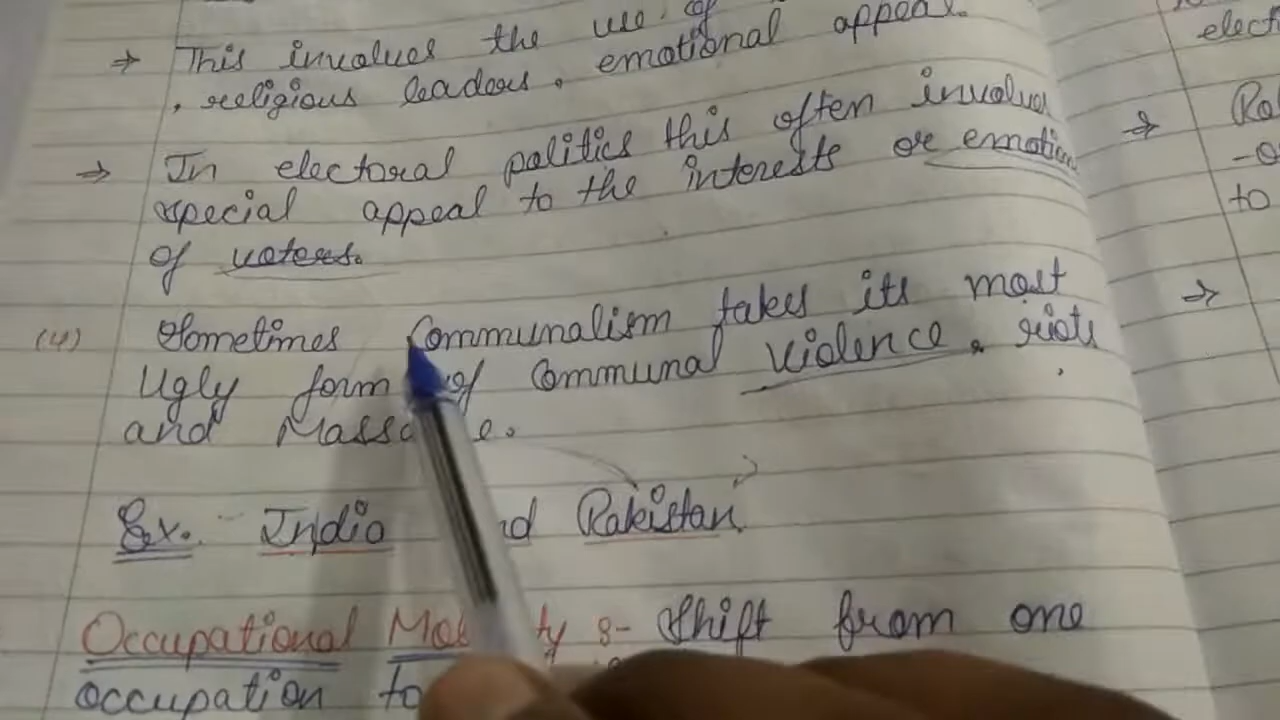 ⇒ This involves the use of
, religious leaders, emotional appeal.
⇒ In electoral politics this often involves
special appeal to the interests or emotion
of voters.
(4) Sometimes Communalism takes its most
Ugly form of Communal Violence, riots
and
Ex. India Pakistan
Occupational :- Shift from one
occupation to
elect
to